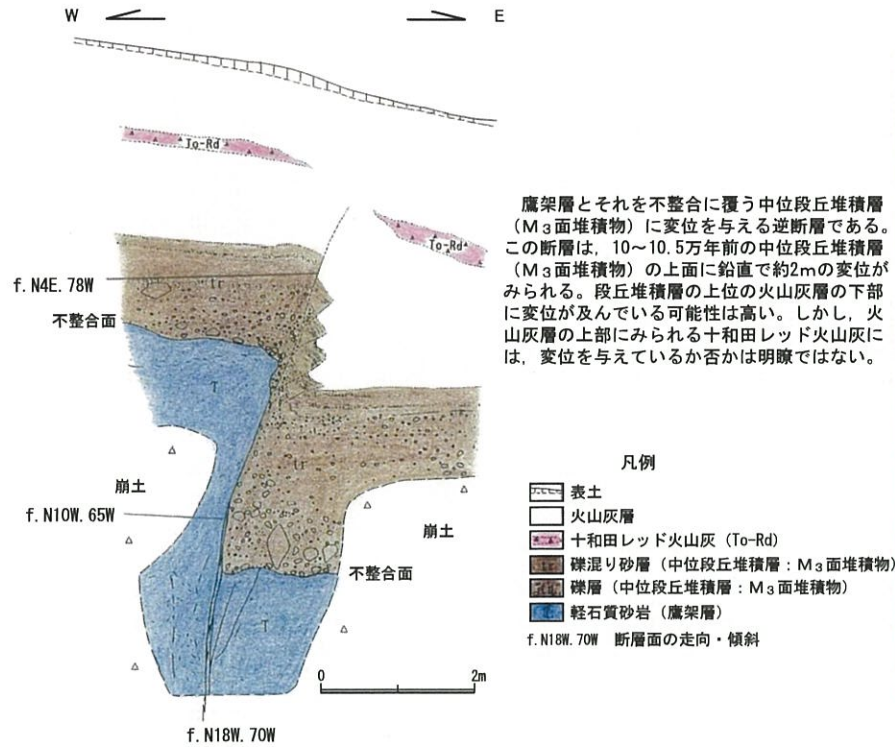 W E
To-Rd
To-Rd
鷹架層とそれを不整合に覆う中位段丘堆積層
（M₃面堆積物）に変位を与える逆断層である。
この断層は，10～10.5万年前の中位段丘堆積層
（M₃面堆積物）の上面に鉛直で約2mの変位が
みられる。段丘堆積層の上位の火山灰層の下部
に変位が及んでいる可能性は高い。しかし，火
山灰層の上部にみられる十和田レッド火山灰に
は，変位を与えているか否かは明瞭ではない。
f. N4E. 78W
tr
不整合面
T
tr
崩土
f. N10W. 65W
崩土
不整合面
T
0 2m
f. N18W. 70W
凡例
表土
火山灰層
十和田レッド火山灰（To-Rd）
tr 礫混り砂層（中位段丘堆積層：M₃面堆積物）
礫層（中位段丘堆積層：M₃面堆積物）
T 軽石質砂岩（鷹架層）
f. N18W. 70W 断層面の走向・傾斜